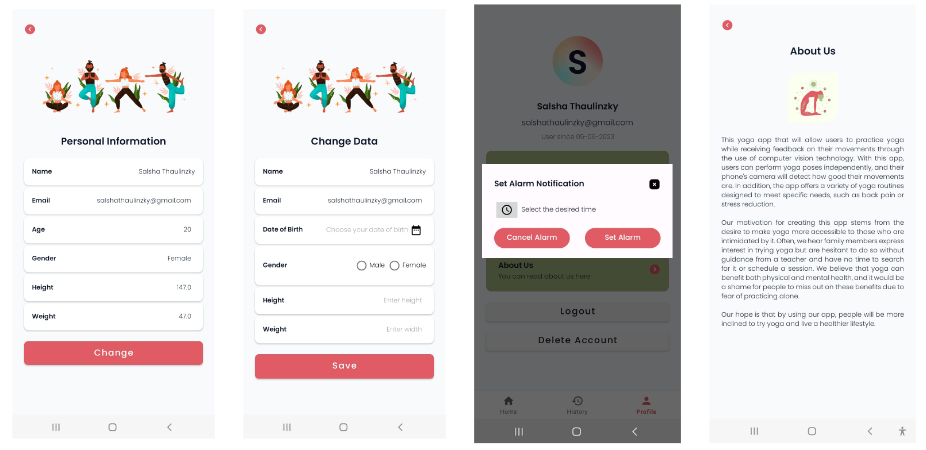 Personal Information
Name Salsha Thaulinzky
Email salshathaulinzky@gmail.com
Age 20
Gender Female
Height 147.0
Weight 47.0
Change
Change Data
Name Salsha Thaulinzky
Email salshathaulinzky@gmail.com
Date of Birth Choose your date of birth
Gender Male Female
Height Enter height
Weight Enter width
Save
S
Salsha Thaulinzky
salshathaulinzky@gmail.com
User since 05-06-2023
Set Alarm Notification
Select the desired time
Cancel Alarm Set Alarm
About Us
You can read about us here
Logout
Delete Account
Home History Profile
About Us
This yoga app that will allow users to practice yoga
while receiving feedback on their movements through
the use of computer vision technology. With this app,
users can perform yoga poses independently, and their
phone's camera will detect how good their movements
are. In addition, the app offers a variety of yoga routines
designed to meet specific needs, such as back pain or
stress reduction.
Our motivation for creating this app stems from the
desire to make yoga more accessible to those who are
intimidated by it. Often, we hear family members express
interest in trying yoga but are hesitant to do so without
guidance from a teacher and have no time to search
for it or schedule a session. We believe that yoga can
benefit both physical and mental health, and it would be
a shame for people to miss out on these benefits due to
fear of practicing alone.
Our hope is that by using our app, people will be more
inclined to try yoga and live a healthier lifestyle.